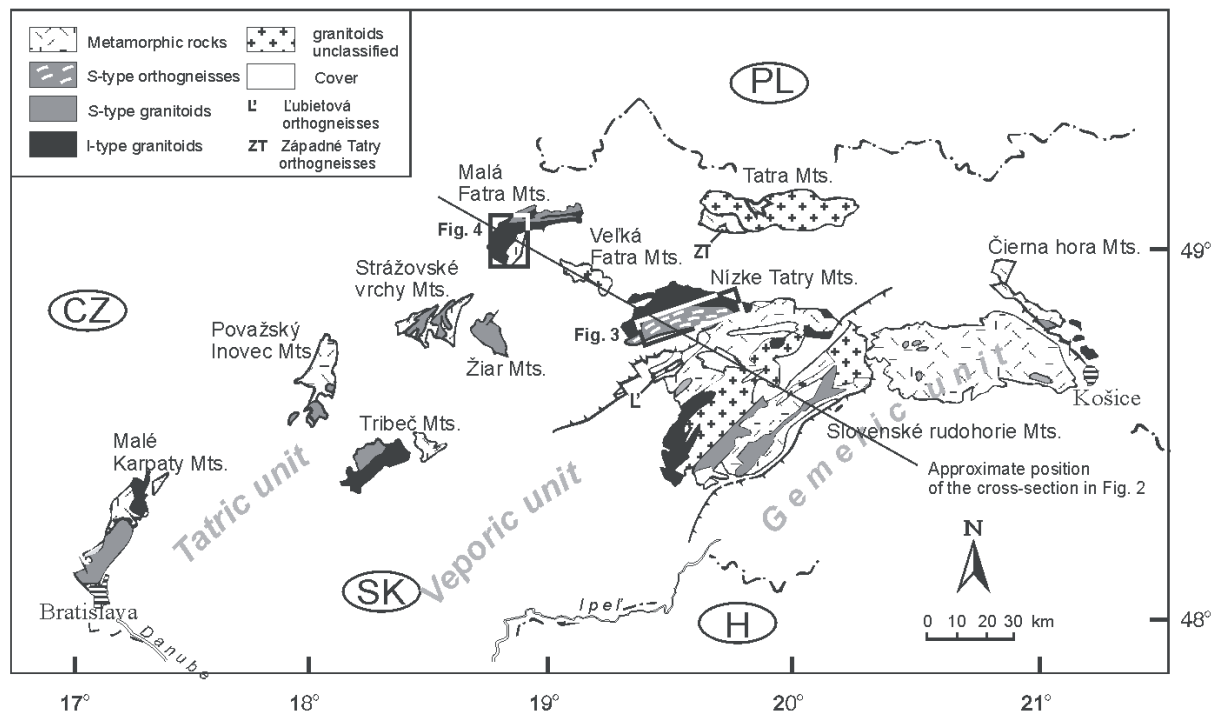 Metamorphic rocks
S-type orthogneisses
S-type granitoids
I-type granitoids
granitoids
unclassified
Cover
Ľ Ľubietová
orthogneisses
ZT Západné Tatry
orthogneisses
PL
Malá
Fatra Mts.
Fig. 4
Tatra Mts.
ZT
Veľká
Fatra Mts.
Čierna hora Mts.
49°
Strážovské
vrchy Mts.
Nízke Tatry Mts.
CZ
Fig. 3
Považský
Inovec Mts.
Žiar Mts.
Ľ
Košice
Tribeč Mts.
Slovenské rudohorie Mts.
Malé
Karpaty Mts.
Approximate position
of the cross-section in Fig. 2
Tatric unit
Veporic unit
Gemeric unit
N
SK
Bratislava
Ipeľ
H
0 10 20 30 km
48°
Danube
17° 18° 19° 20° 21°